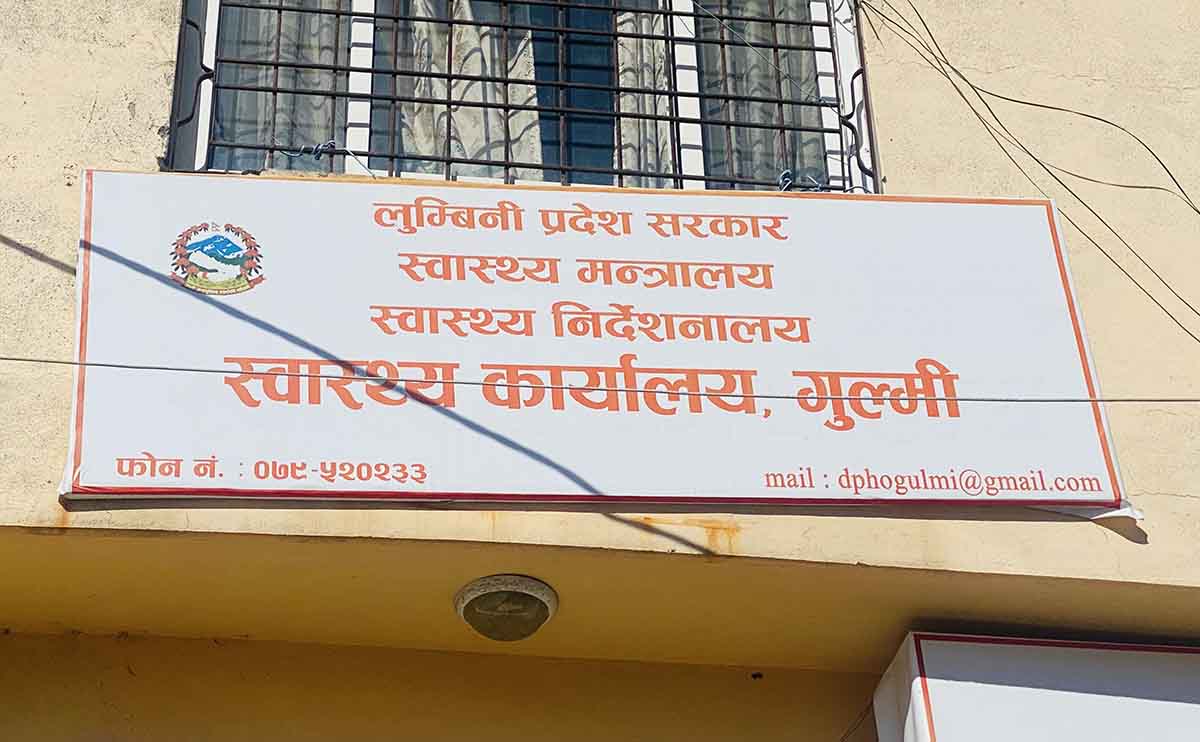 लुम्बिनी प्रदेश सरकार
स्वास्थ्य मन्त्रालय
स्वास्थ्य निर्देशनालय
स्वास्थ्य कार्यालय, गुल्मी
फोन नं. : ०७९-५२०२३३
mail : dphogulmi@gmail.com